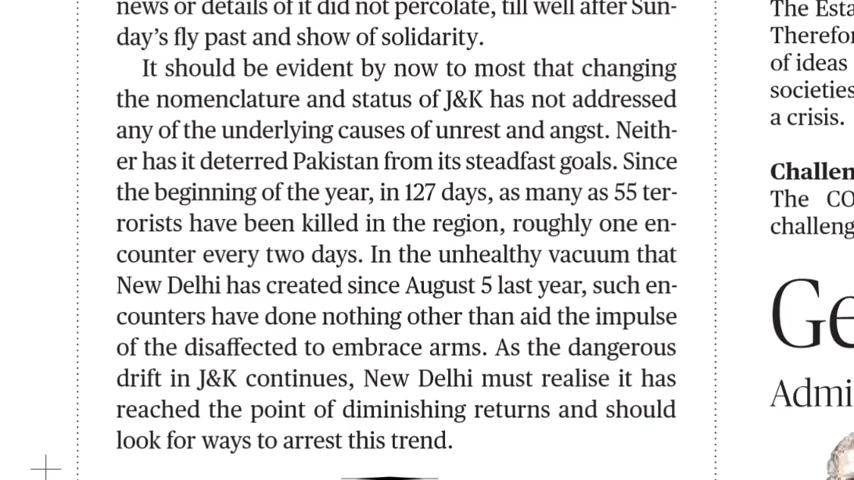 news or details of it did not percolate, till well after Sun-
day's fly past and show of solidarity.
It should be evident by now to most that changing
the nomenclature and status of J&K has not addressed
any of the underlying causes of unrest and angst. Neith-
er has it deterred Pakistan from its steadfast goals. Since
the beginning of the year, in 127 days, as many as 55 ter-
rorists have been killed in the region, roughly one en-
counter every two days. In the unhealthy vacuum that
New Delhi has created since August 5 last year, such en-
counters have done nothing other than aid the impulse
of the disaffected to embrace arms. As the dangerous
drift in J&K continues, New Delhi must realise it has
reached the point of diminishing returns and should
look for ways to arrest this trend.
The Esta
Therefor
of ideas
societies
a crisis.
Challen
The CO
challeng
Ge
Admi